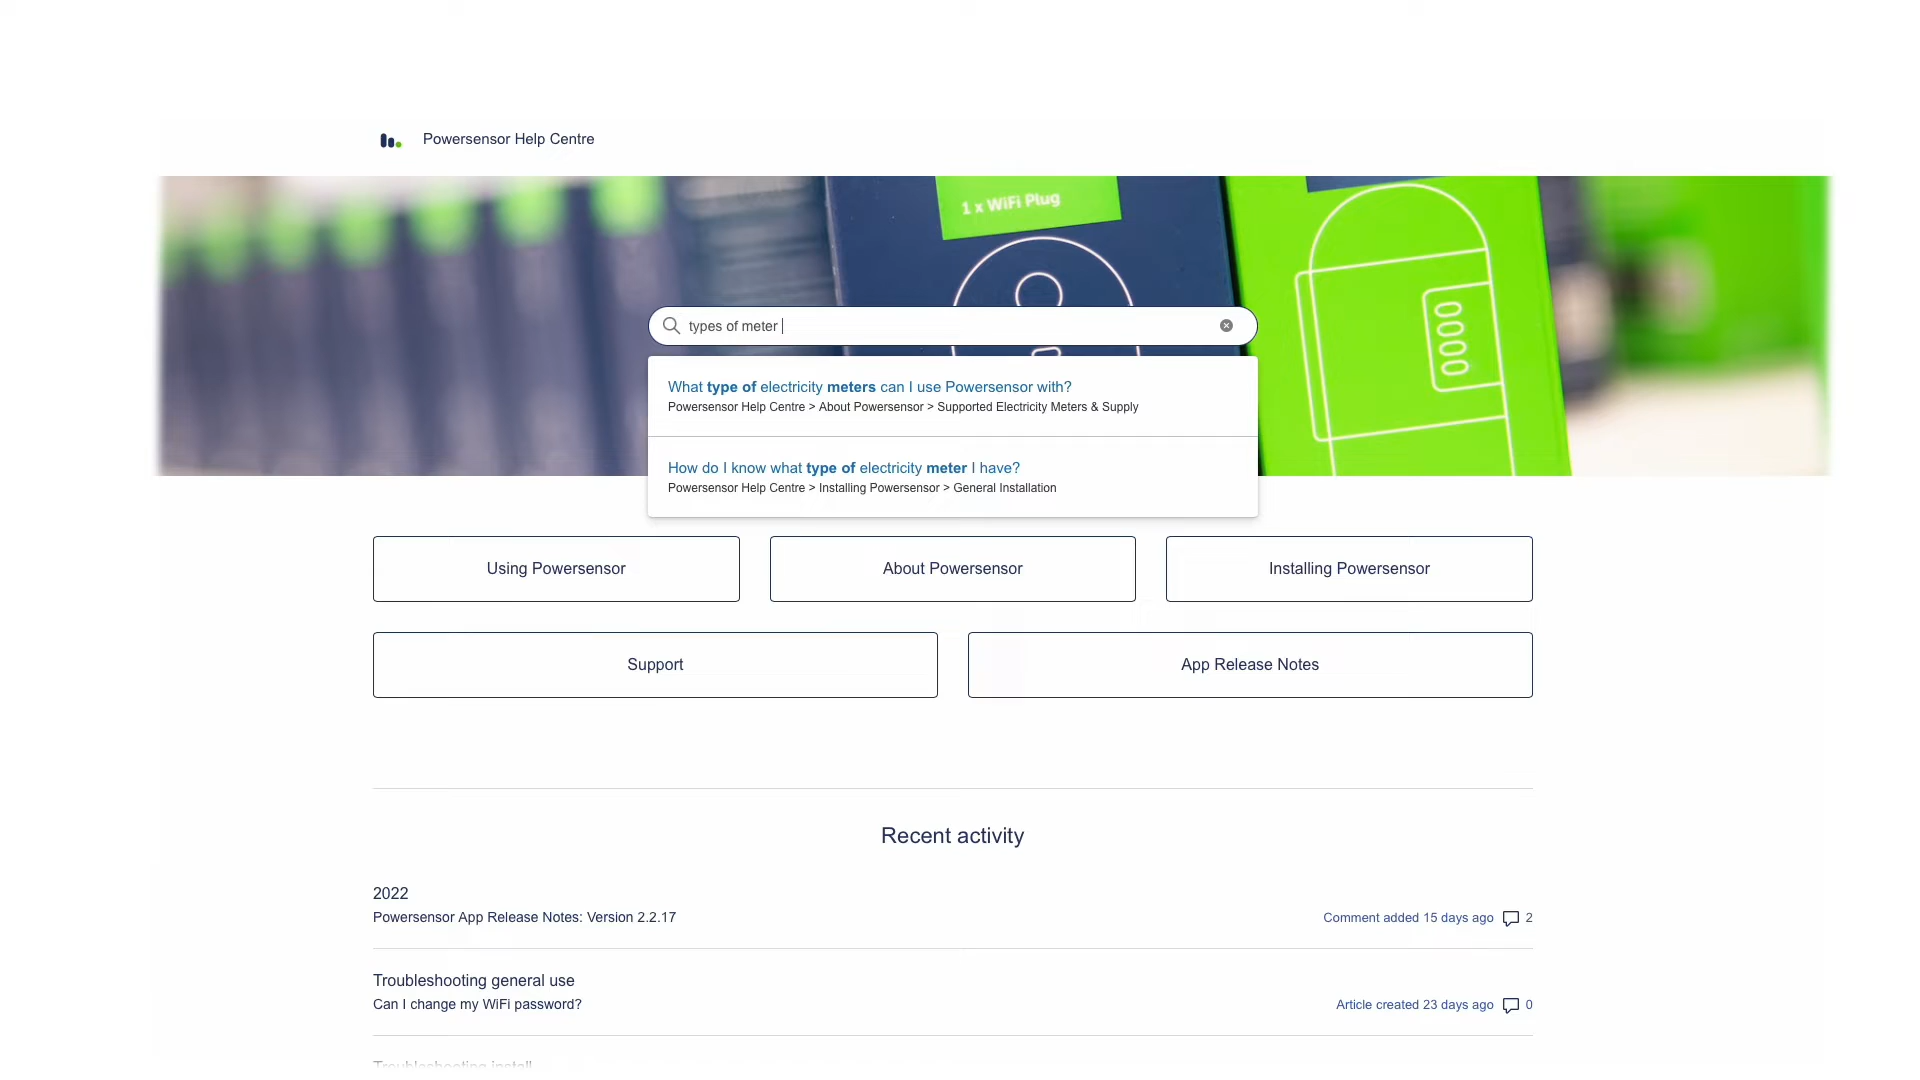 Powersensor Help Centre
1 x WiFi Plug
types of meter
What type of electricity meters can I use Powersensor with?
Powersensor Help Centre > About Powersensor > Supported Electricity Meters & Supply
How do I know what type of electricity meter I have?
Powersensor Help Centre > Installing Powersensor > General Installation
Using Powersensor
About Powersensor
Installing Powersensor
Support
App Release Notes
Recent activity
2022
Powersensor App Release Notes: Version 2.2.17
Comment added 15 days ago 2
Troubleshooting general use
Can I change my WiFi password?
Article created 23 days ago 0
Troubleshooting install